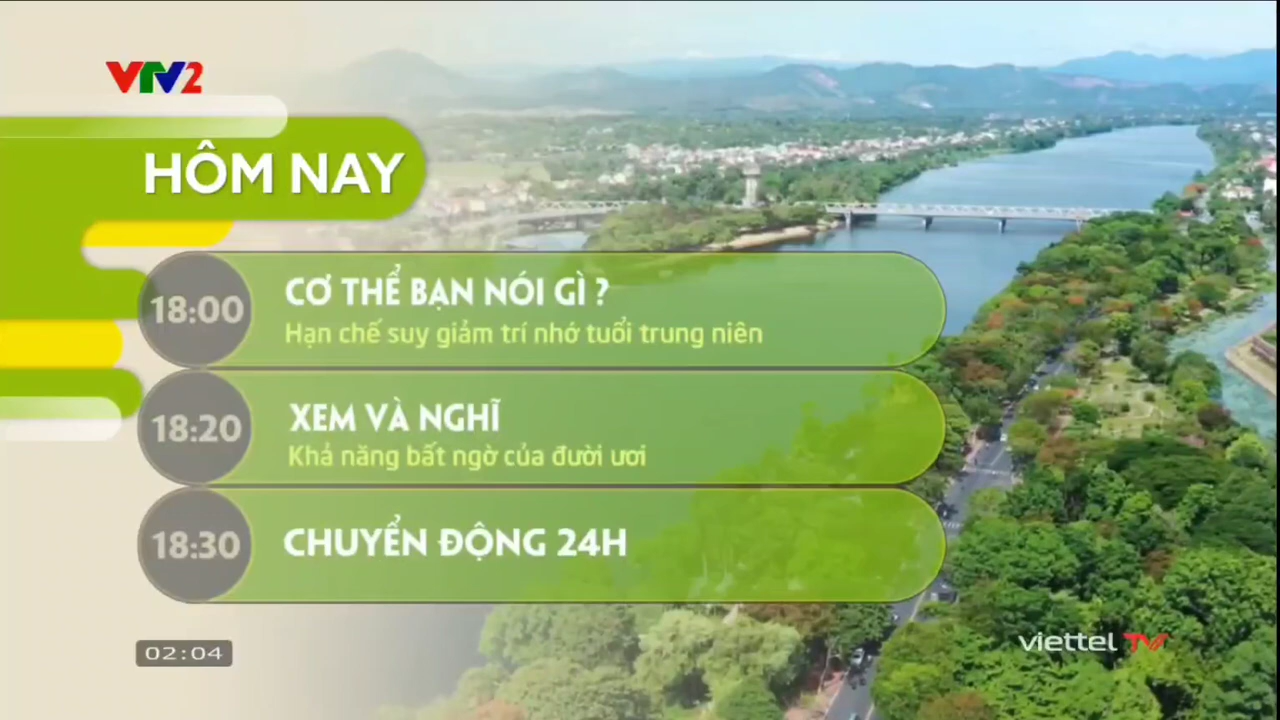 VTV2
HÔM NAY
18:00
CƠ THỂ BẠN NÓI GÌ ?
Hạn chế suy giảm trí nhớ tuổi trung niên
18:20
XEM VÀ NGHĨ
Khả năng bất ngờ của đười ươi
18:30
CHUYỂN ĐỘNG 24H
02:04
viettel TV